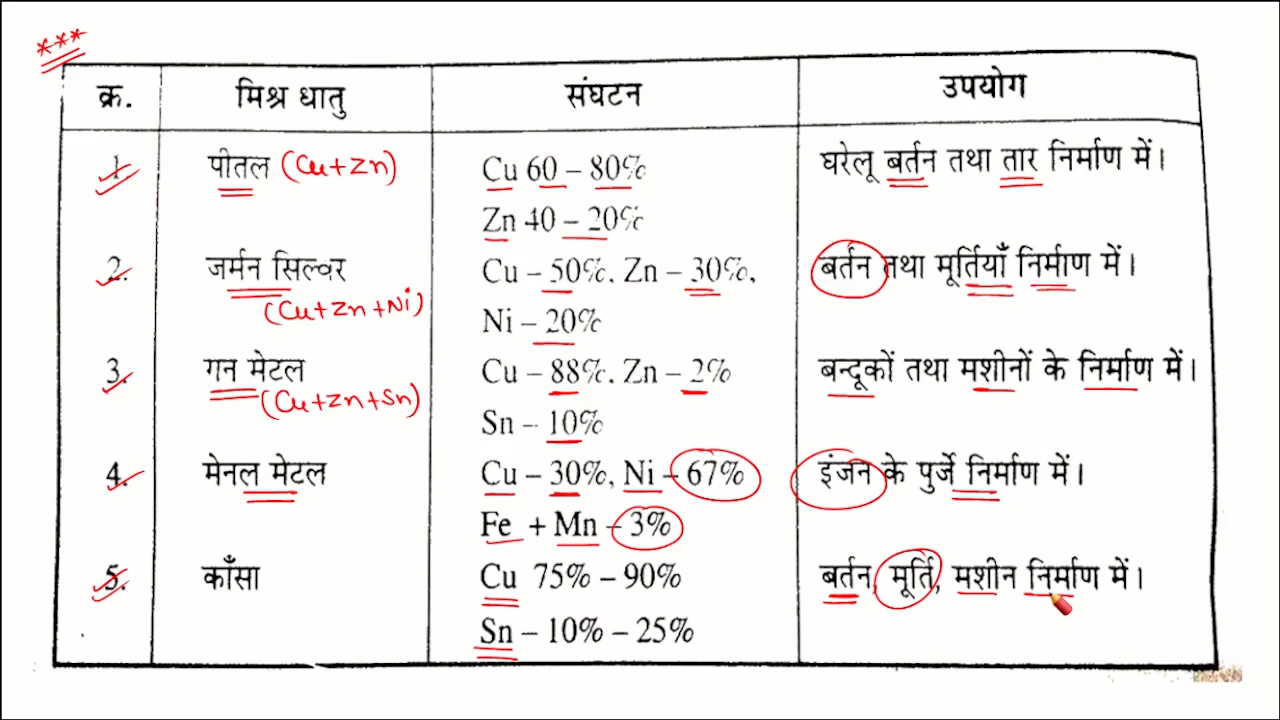 ***
क्र. मिश्र धातु संघटन उपयोग
1. पीतल (Cu+Zn) Cu 60 – 80% घरेलू बर्तन तथा तार निर्माण में।
Zn 40 – 20%
2. जर्मन सिल्वर Cu – 50%, Zn – 30%, बर्तन तथा मूर्तियाँ निर्माण में।
(Cu+Zn+Ni) Ni – 20%
3. गन मेटल Cu – 88%, Zn – 2% बन्दूकों तथा मशीनों के निर्माण में।
(Cu+Zn+Sn) Sn – 10%
4. मेनल मेटल Cu – 30%, Ni – 67% इंजन के पुर्जे निर्माण में।
Fe + Mn – 3%
5. काँसा Cu 75% – 90% बर्तन, मूर्ति, मशीन निर्माण में।
Sn – 10% – 25%